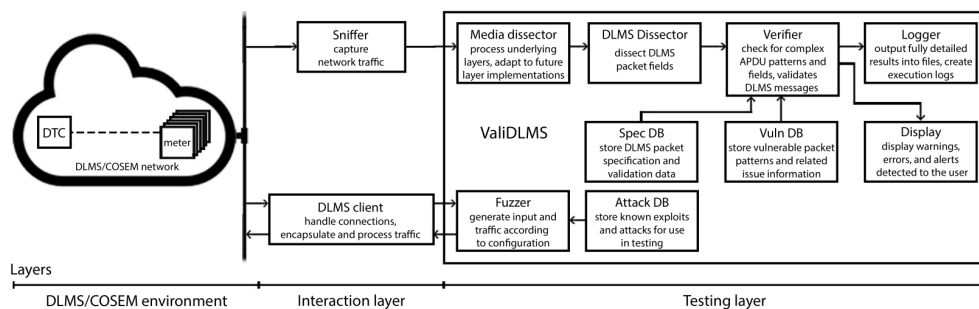 DTC
meter
DLMS/COSEM network
Sniffer
capture
network traffic
DLMS client
handle connections,
encapsulate and process traffic
Media dissector
process underlying
layers, adapt to future
layer implementations
DLMS Dissector
dissect DLMS
packet fields
Verifier
check for complex
APDU patterns and
fields, validates
DLMS messages
Logger
output fully detailed
results into files, create
execution logs
ValiDLMS
Spec DB
store DLMS packet
specification and
validation data
Vuln DB
store vulnerable packet
patterns and related
issue information
Display
display warnings,
errors, and alerts
detected to the user
Fuzzer
generate input and
traffic according
to configuration
Attack DB
store known exploits
and attacks for use
in testing
Layers
DLMS/COSEM environment
Interaction layer
Testing layer